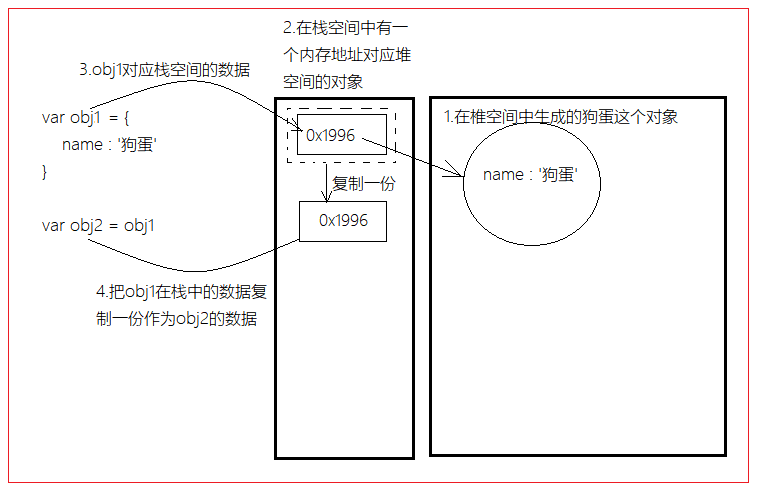 2.在栈空间中有一
个内存地址对应堆
空间的对象
3.obj1对应栈空间的数据
var obj1 = {
name : '狗蛋'
}
var obj2 = obj1
4.把obj1在栈中的数据复
制一份作为obj2的数据
0x1996
复制一份
0x1996
1.在椎空间中生成的狗蛋这个对象
name : '狗蛋'